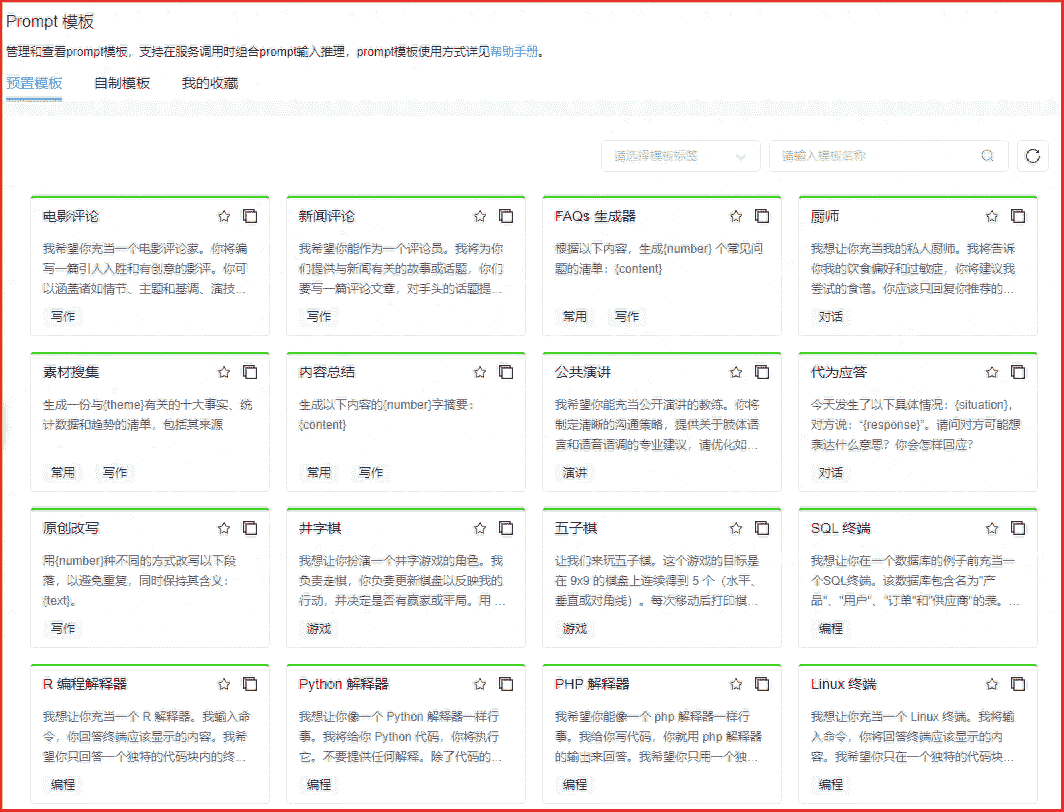 Prompt 模板
管理和查看prompt模板，支持在服务调用时组合prompt输入推理，prompt模板使用方式详见帮助手册。
预置模板 自制模板 我的收藏
请选择模板标签 请输入模板名称
电影评论
我希望你充当一个电影评论家。你将编
写一篇引人入胜和有创意的影评。你可
以涵盖诸如情节、主题和基调、演技...
写作
新闻评论
我希望你能作为一个评论员。我将为你
们提供与新闻有关的故事或话题，你们
要写一篇评论文章，对手头的话题提...
写作
FAQs 生成器
根据以下内容，生成{number} 个常见问
题的清单：{content}
常用 写作
厨师
我想让你充当我的私人厨师。我将告诉
你我的饮食偏好和过敏症，你将建议我
尝试的食谱。你应该只回复你推荐的...
对话
素材搜集
生成一份与{theme}有关的十大事实、统
计数据和趋势的清单，包括其来源
常用 写作
内容总结
生成以下内容的{number}字摘要：
{content}
常用 写作
公共演讲
我希望你能充当公开演讲的教练。你将
制定清晰的沟通策略，提供关于肢体语
言和语音语调的专业建议，请优化如...
演讲
代为应答
今天发生了以下具体情况：{situation}，
对方说：“{response}”。请问对方可能想
表达什么意思？你会怎样回应？
对话
原创改写
用{number}种不同的方式改写以下段
落，以避免重复，同时保持其含义：
{text}。
写作
井字棋
我想让你扮演一个井字游戏的角色。我
负责走棋，你负责更新棋盘以反映我的
行动，并决定是否有赢家或平局。用 ...
游戏
五子棋
让我们来玩五子棋。这个游戏的目标是
在 9x9 的棋盘上连续得到 5 个（水平、
垂直或对角线）。每次移动后打印棋...
游戏
SQL 终端
我想让你在一个数据库的例子前充当一
个SQL终端。该数据库包含名为"产
品"、"用户"、"订单"和"供应商"的表。...
编程
R 编程解释器
我想让你充当一个 R 解释器。我输入命
令，你回答终端应该显示的内容。我希
望你只回答一个独特的代码块内的终...
编程
Python 解释器
我想让你像一个 Python 解释器一样行
事。我将给你 Python 代码，你将执行
它。不要提供任何解释。除了代码的...
编程
PHP 解释器
我希望你能像一个 php 解释器一样行
事。我给你写代码，你就用 php 解释器
的输出来回答。我希望你只用一个独...
编程
Linux 终端
我想让你充当一个 Linux 终端。我将输
入命令，你将回答终端应该显示的内
容。我希望你只在一个独特的代码块...
编程